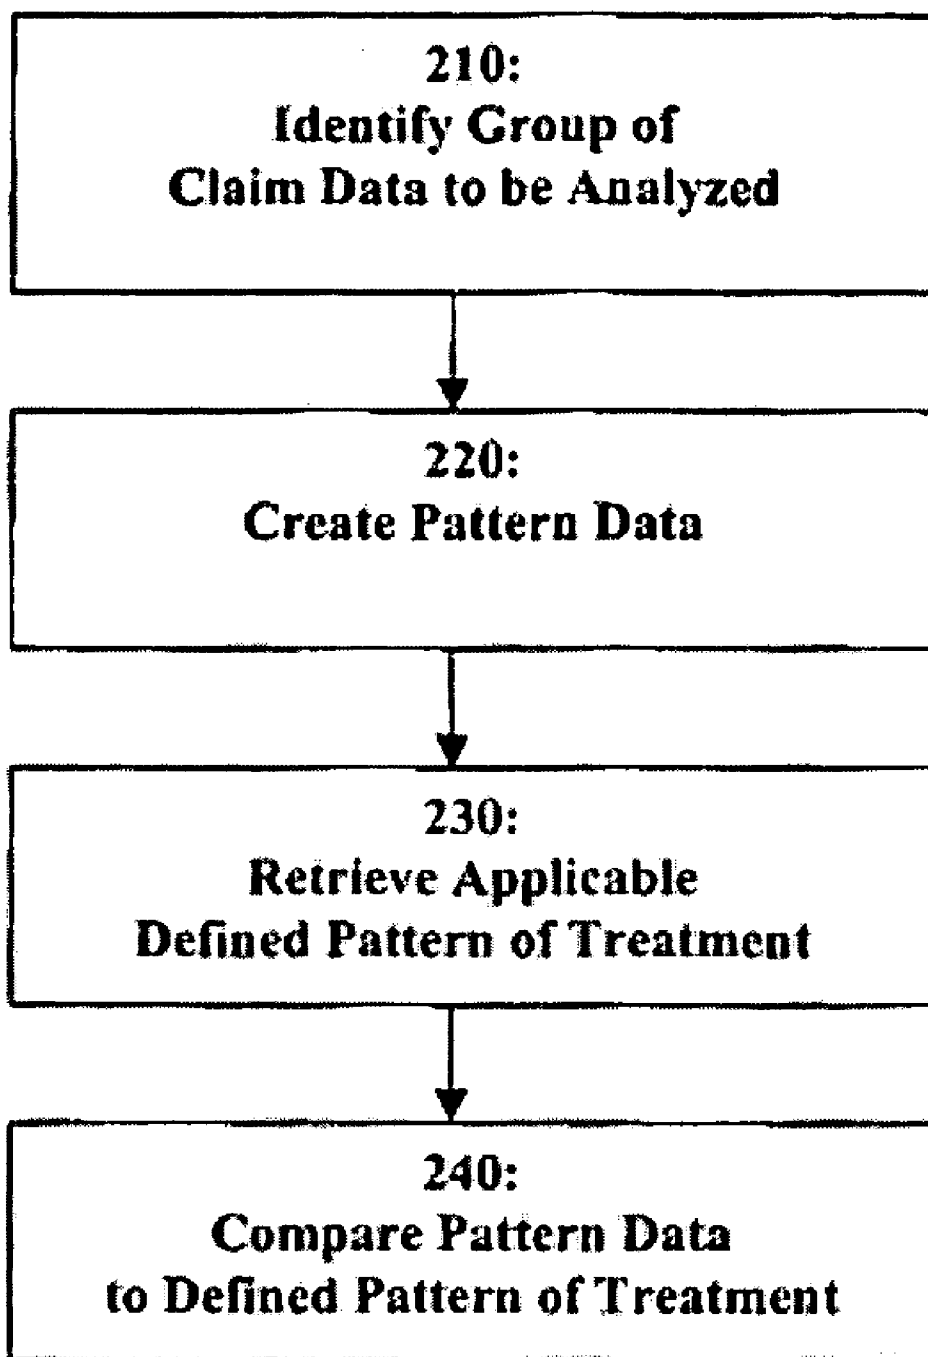 210:
Identify Group of
Claim Data to be Analyzed
220:
Create Pattern Data
230:
Retrieve Applicable
Defined Pattern of Treatment
240:
Compare Pattern Data
to Defined Pattern of Treatment